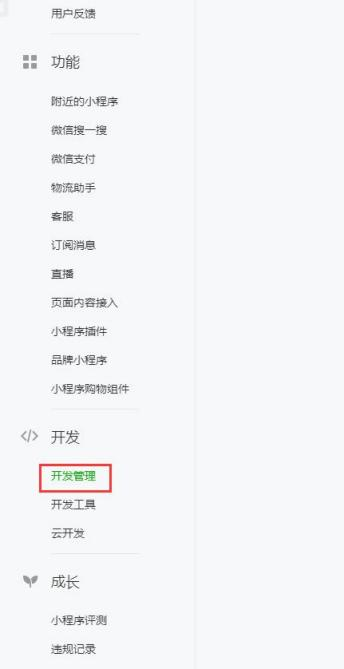 用户反馈
功能
附近的小程序
微信搜一搜
微信支付
物流助手
客服
订阅消息
直播
页面内容接入
小程序插件
品牌小程序
小程序购物组件
</> 开发
开发管理
开发工具
云开发
成长
小程序评测
违规记录